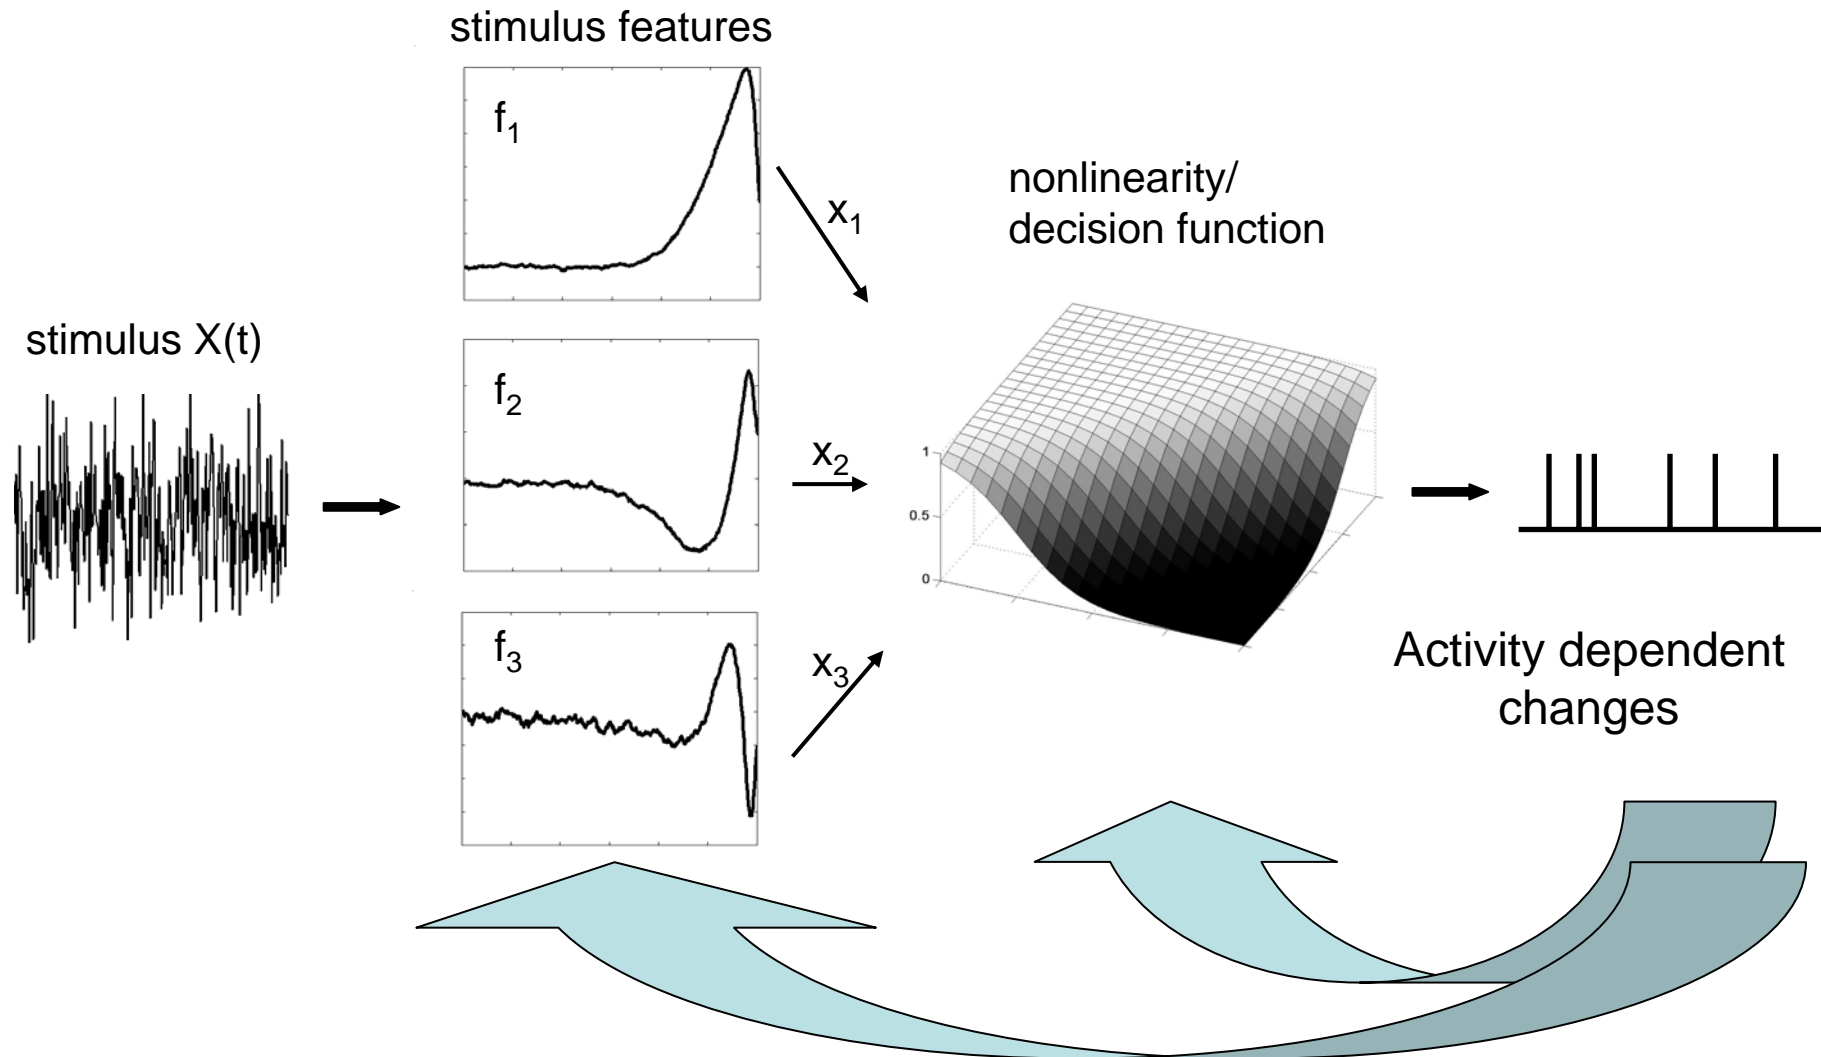 stimulus features
f₁
x₁
nonlinearity/
decision function
stimulus X(t)
f₂
x₂
1
0.5
0
f₃
x₃
Activity dependent
changes